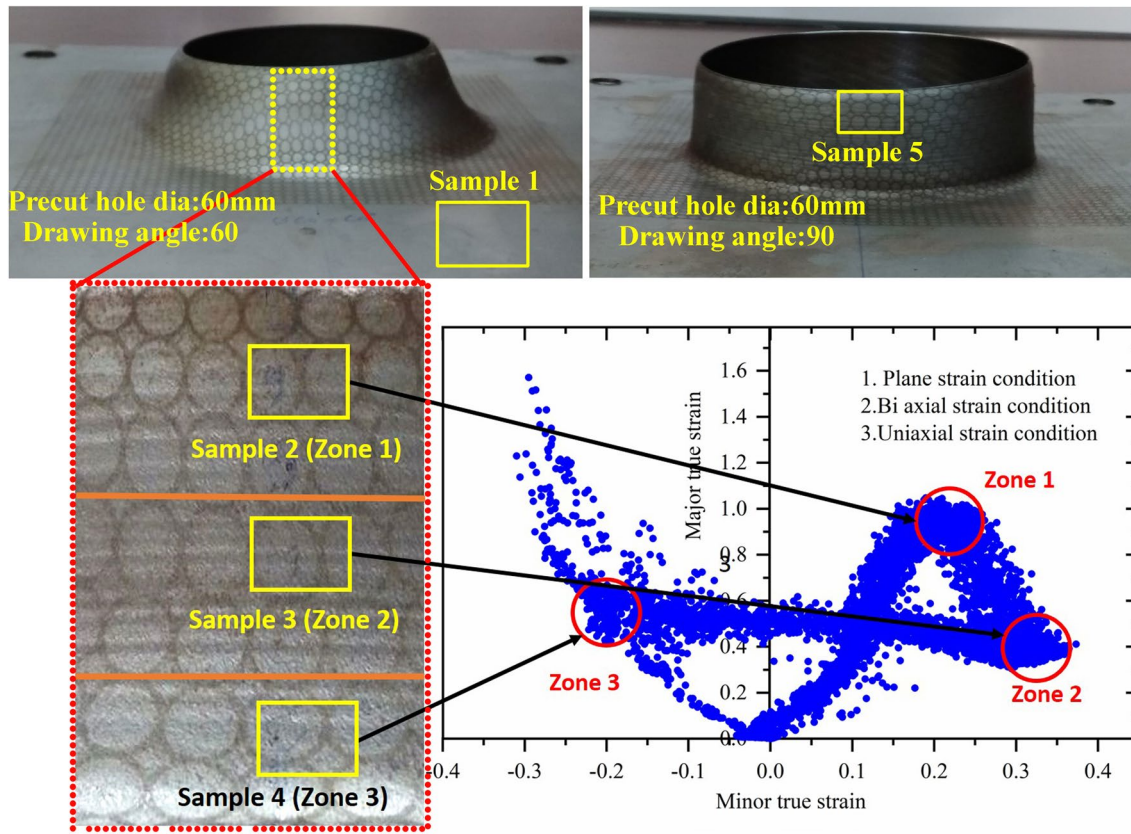 Sample 1
Precut hole dia:60mm
Drawing angle:60
Sample 5
Precut hole dia:60mm
Drawing angle:90
Sample 2 (Zone 1)
Sample 3 (Zone 2)
Sample 4 (Zone 3)
1. Plane strain condition
2.Bi axial strain condition
3.Uniaxial strain condition
Zone 1
Zone 2
Zone 3
3
Major true strain
1.6
1.4
1.2
1.0
0.8
0.6
0.4
0.2
0.0
-0.4
-0.3
-0.2
-0.1
0.0
0.1
0.2
0.3
0.4
Minor true strain